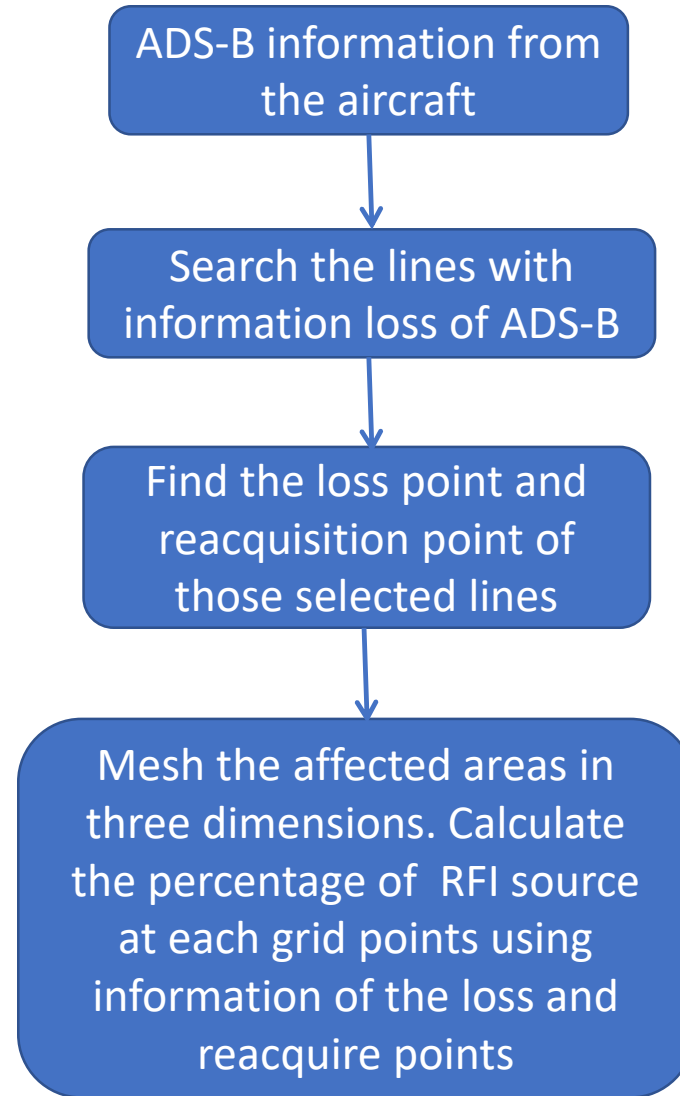 ADS-B information from
the aircraft
Search the lines with
information loss of ADS-B
Find the loss point and
reacquisition point of
those selected lines
Mesh the affected areas in
three dimensions. Calculate
the percentage of  RFI source
at each grid points using
information of the loss and
reacquire points